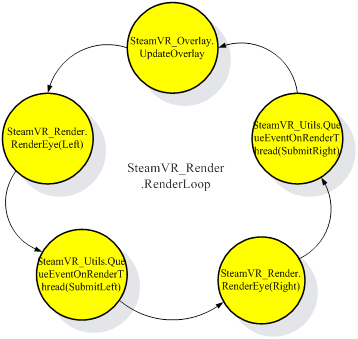 SteamVR_Overlay.
UpdateOverlay
SteamVR_Render.
RenderEye(Left)
SteamVR_Utils.Que
ueEventOnRenderT
hread(SubmitRight)
SteamVR_Render
.RenderLoop
SteamVR_Utils.Que
ueEventOnRenderT
hread(SubmitLeft)
SteamVR_Render.
RenderEye(Right)